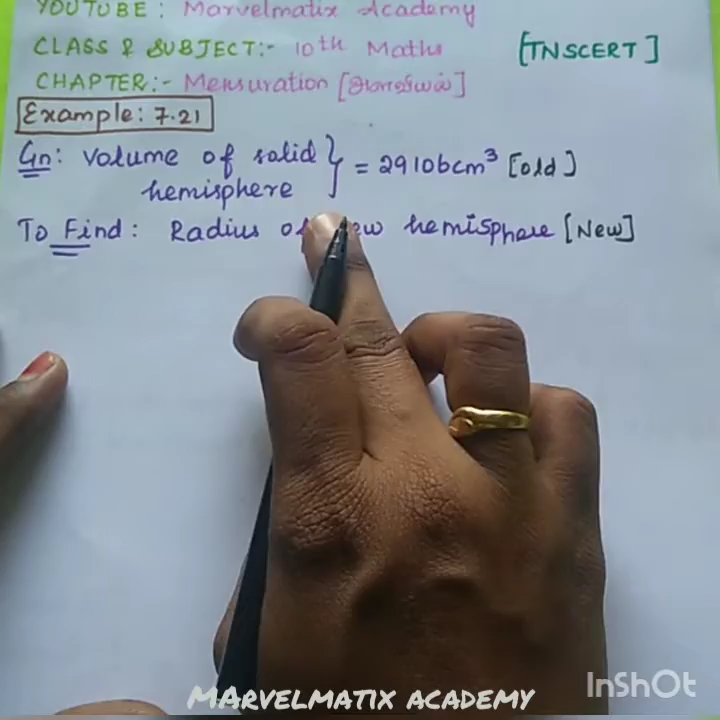 YOUTUBE: Marvelmatix Academy
CLASS & SUBJECT:- 10th Maths [TNSCERT]
CHAPTER:- Mensuration [அளவியல்]
Example: 7.21
Gn: Volume of solid hemisphere } = 29106cm³ [old]
To Find: Radius of new hemisphere [New]
MARVELMATIX ACADEMY
InShOt